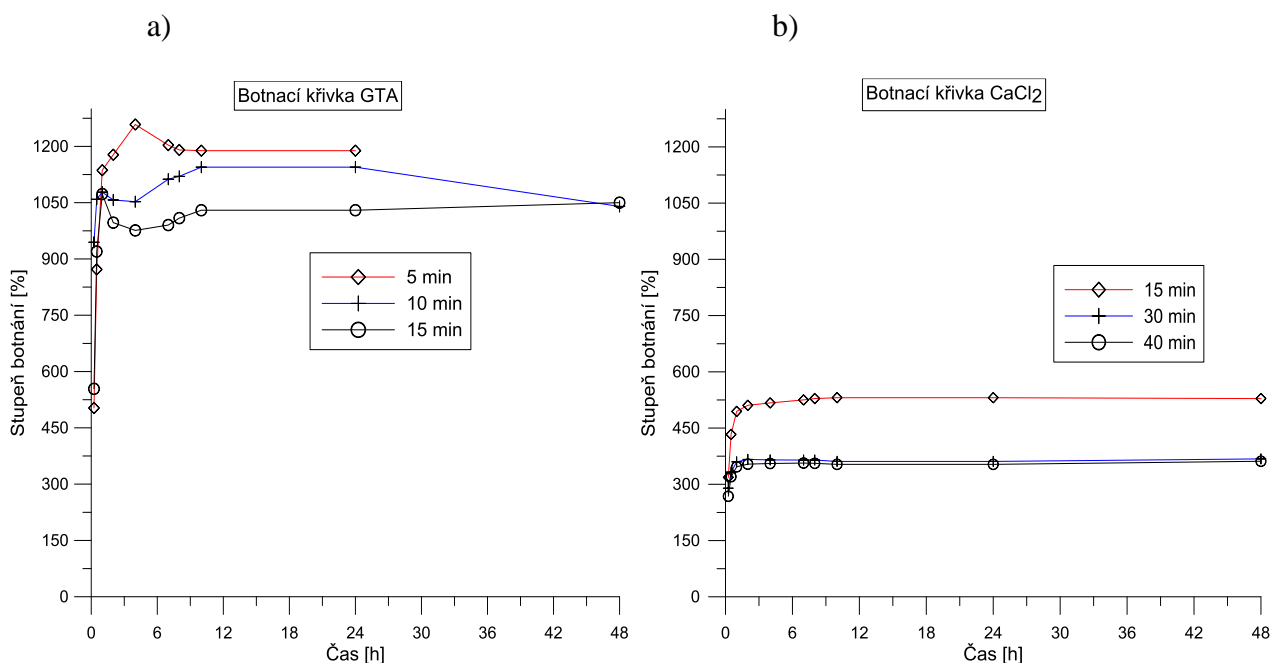 a)
Botnací křivka GTA
Stupeň botnání [%]
1200
1050
900
750
600
450
300
150
0
5 min
10 min
15 min
0 6 12 18 24 30 36 42 48
Čas [h]
b)
Botnací křivka CaCl2
Stupeň botnání [%]
1200
1050
900
750
600
450
300
150
0
15 min
30 min
40 min
0 6 12 18 24 30 36 42 48
Čas [h]